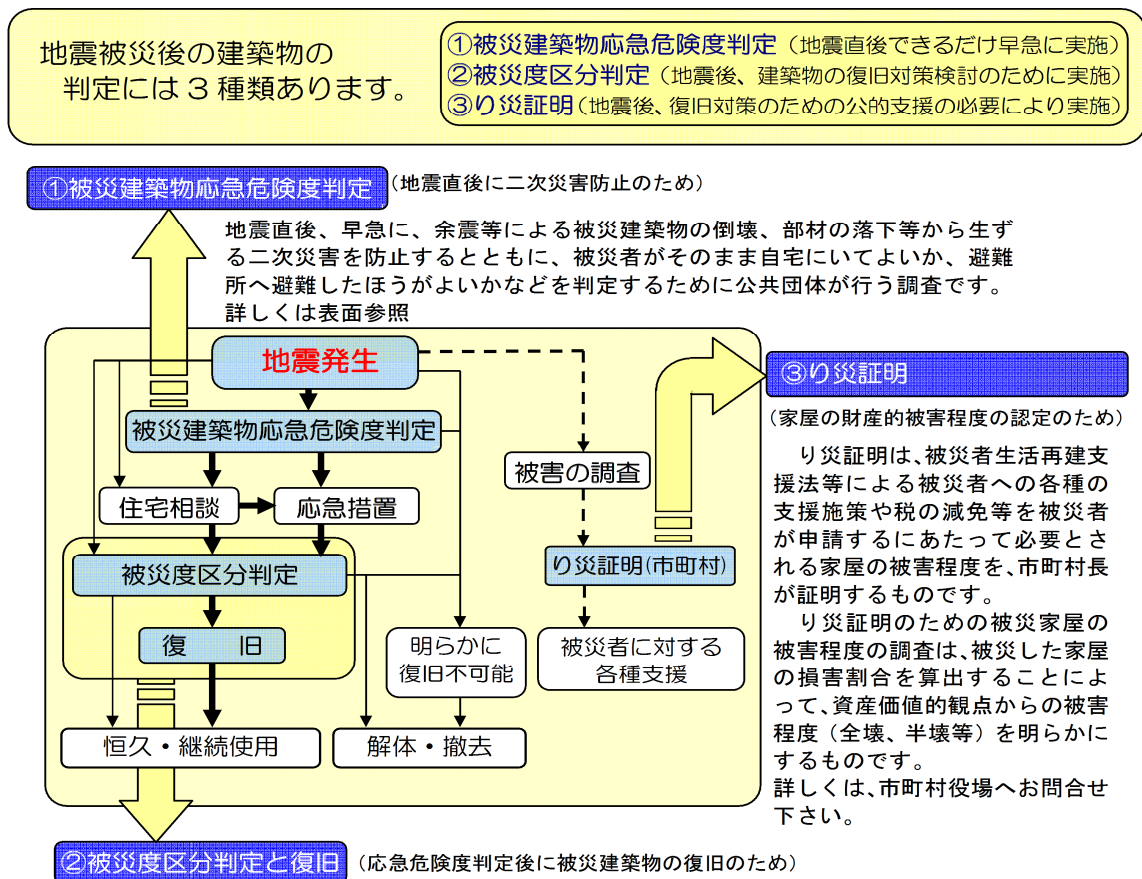 地震被災後の建築物の
判定には3種類あります。
①被災建築物応急危険度判定（地震直後できるだけ早急に実施）
②被災度区分判定（地震後、建築物の復旧対策検討のために実施）
③り災証明（地震後、復旧対策のための公的支援の必要により実施）
①被災建築物応急危険度判定（地震直後に二次災害防止のため）
地震直後、早急に、余震等による被災建築物の倒壊、部材の落下等から生ず
る二次災害を防止するとともに、被災者がそのまま自宅にいてよいか、避難
所へ避難したほうがよいかなどを判定するために公共団体が行う調査です。
詳しくは表面参照
地震発生
被災建築物応急危険度判定
住宅相談
応急措置
被災度区分判定
復　旧
恒久・継続使用
明らかに
復旧不可能
解体・撤去
被害の調査
り災証明(市町村)
被災者に対する
各種支援
③り災証明
（家屋の財産的被害程度の認定のため）
り災証明は、被災者生活再建支
援法等による被災者への各種の
支援施策や税の減免等を被災者
が申請するにあたって必要とさ
れる家屋の被害程度を、市町村長
が証明するものです。
り災証明のための被災家屋の
被害程度の調査は、被災した家屋
の損害割合を算出することによ
って、資産価値的観点からの被害
程度（全壊、半壊等）を明らかに
するものです。
詳しくは、市町村役場へお問合せ
下さい。
②被災度区分判定と復旧（応急危険度判定後に被災建築物の復旧のため）